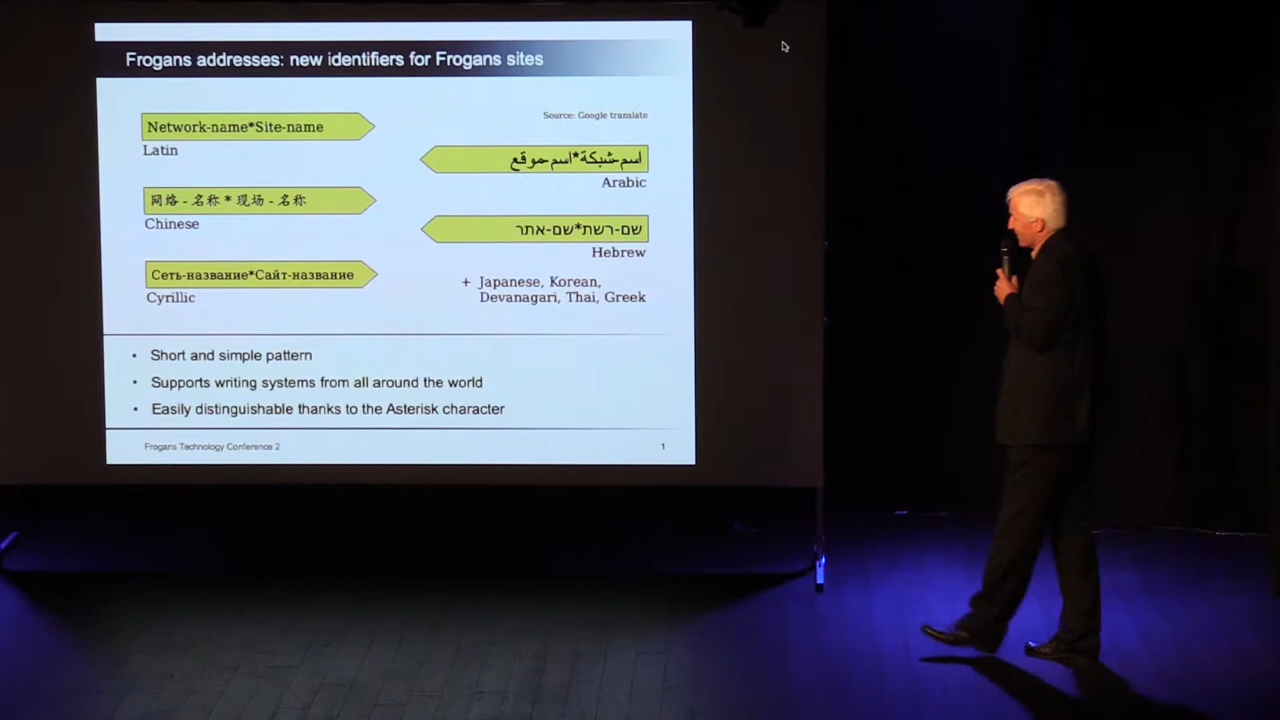 Frogans addresses: new identifiers for Frogans sites
Network-name*Site-name
Latin
网络 - 名称 * 现场 - 名称
Chinese
Сеть-название*Сайт-название
Cyrillic
Source: Google translate
اسم-شبكة*اسم-موقع
Arabic
שם-רשת*שם-אתר
Hebrew
+ Japanese, Korean,
Devanagari, Thai, Greek
• Short and simple pattern
• Supports writing systems from all around the world
• Easily distinguishable thanks to the Asterisk character
Frogans Technology Conference 2
1